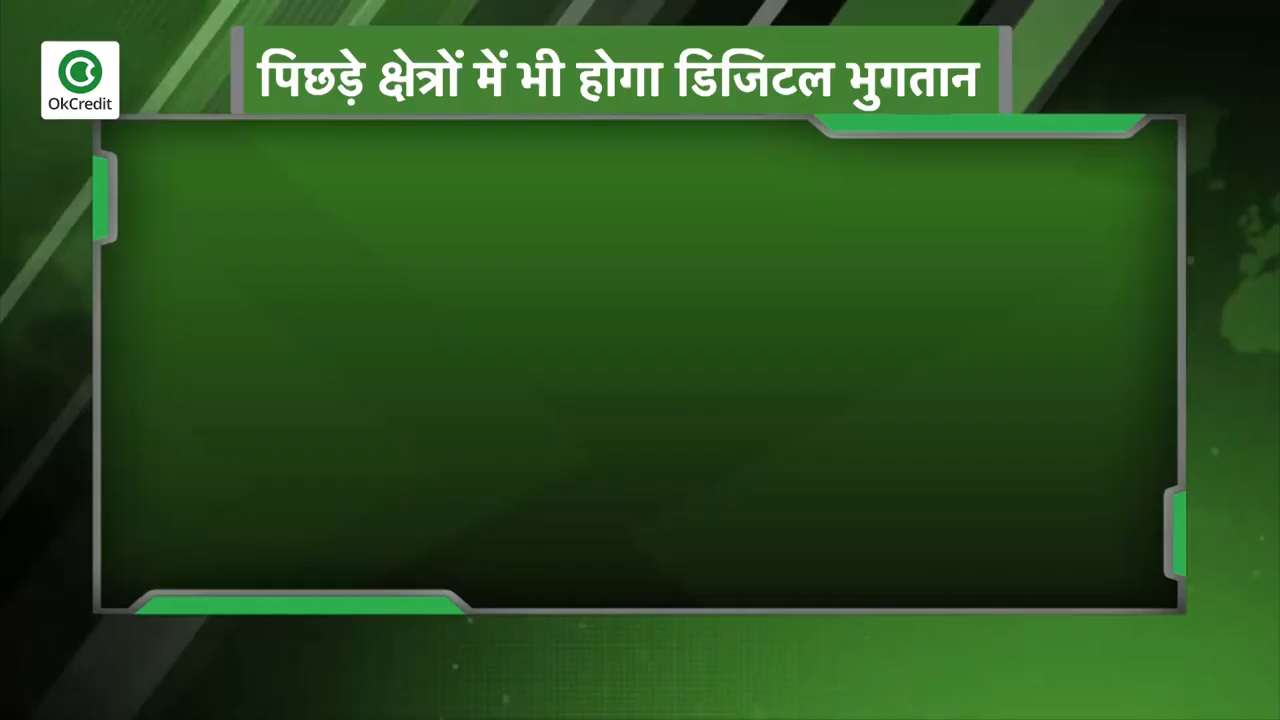 पिछड़े क्षेत्रों में भी होगा डिजिटल भुगतान
OkCredit